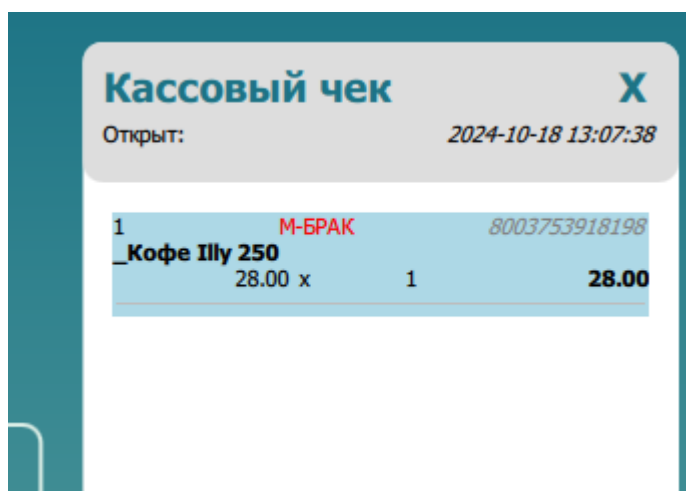 Кассовый чек X
Открыт: 2024-10-18 13:07:38
1 М-БРАК 8003753918198
_Кофе Illy 250
28.00 x 1 28.00